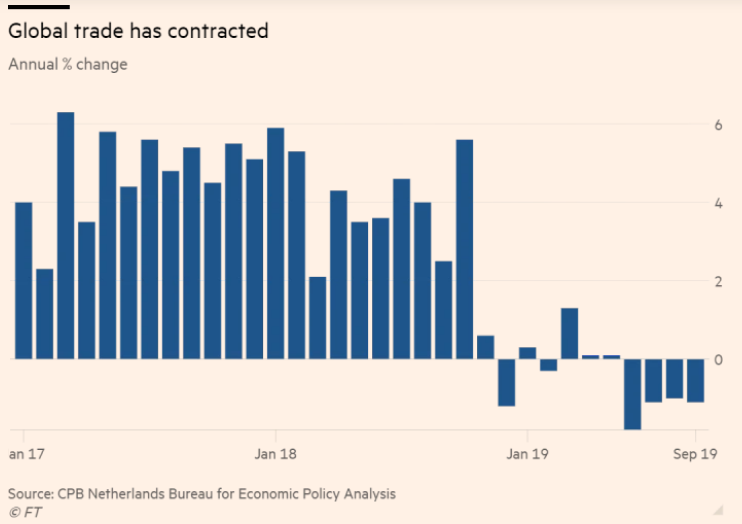 Global trade has contracted
Annual % change
6
4
2
0
an 17 Jan 18 Jan 19 Sep 19
Source: CPB Netherlands Bureau for Economic Policy Analysis
© FT